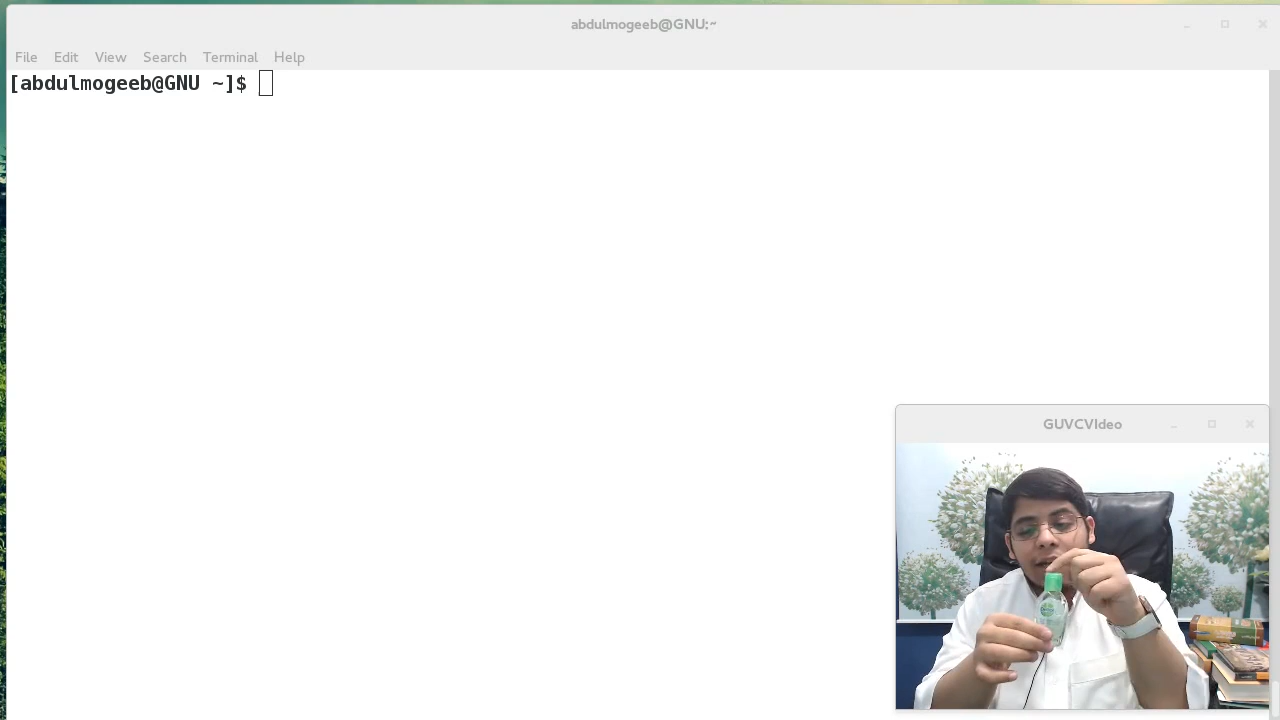 abdulmogeeb@GNU:~
File Edit View Search Terminal Help
[abdulmogeeb@GNU ~]$
GUVCVIdeo